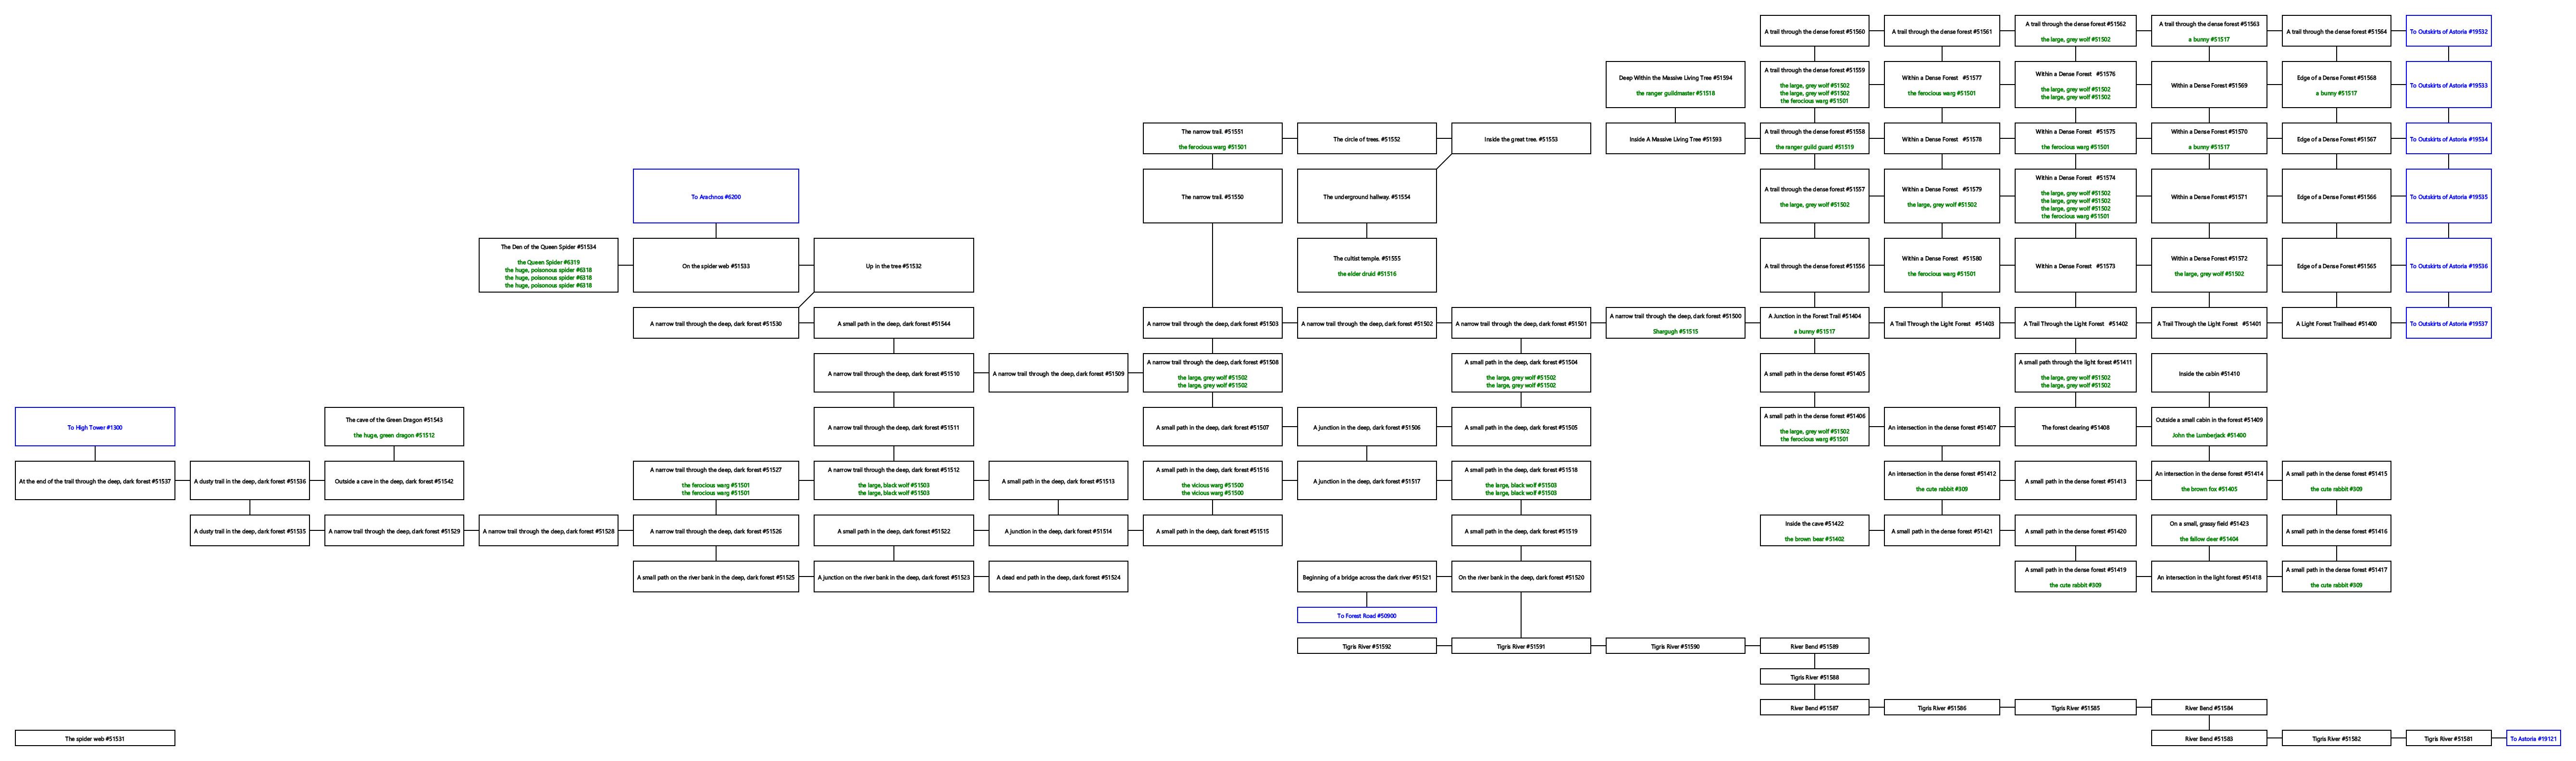 A trail through the dense forest #51560
A trail through the dense forest #51561
A trail through the dense forest #51562
the large, grey wolf #51502
A trail through the dense forest #51563
a bunny #51517
A trail through the dense forest #51564
To Outskirts of Astoria #19532
Deep Within the Massive Living Tree #51594
the ranger guildmaster #51518
A trail through the dense forest #51559
the large, grey wolf #51502
the large, grey wolf #51502
the ferocious warg #51501
Within a Dense Forest #51577
the ferocious warg #51501
Within a Dense Forest #51576
the large, grey wolf #51502
the large, grey wolf #51502
Within a Dense Forest #51569
Edge of a Dense Forest #51568
a bunny #51517
To Outskirts of Astoria #19533
The narrow trail. #51551
the ferocious warg #51501
The circle of trees. #51552
Inside the great tree. #51553
Inside A Massive Living Tree #51593
A trail through the dense forest #51558
the ranger guild guard #51519
Within a Dense Forest #51578
Within a Dense Forest #51575
the ferocious warg #51501
Within a Dense Forest #51570
a bunny #51517
Edge of a Dense Forest #51567
To Outskirts of Astoria #19534
To Arachnos #6200
The narrow trail. #51550
The underground hallway. #51554
A trail through the dense forest #51557
the large, grey wolf #51502
Within a Dense Forest #51579
the large, grey wolf #51502
Within a Dense Forest #51574
the large, grey wolf #51502
the large, grey wolf #51502
the large, grey wolf #51502
the ferocious warg #51501
Within a Dense Forest #51571
Edge of a Dense Forest #51566
To Outskirts of Astoria #19535
The Den of the Queen Spider #51534
the Queen Spider #6319
the huge, poisonous spider #6318
the huge, poisonous spider #6318
the huge, poisonous spider #6318
On the spider web #51533
Up in the tree #51532
The cultist temple. #51555
the elder druid #51516
A trail through the dense forest #51556
Within a Dense Forest #51580
the ferocious warg #51501
Within a Dense Forest #51573
Within a Dense Forest #51572
the large, grey wolf #51502
Edge of a Dense Forest #51565
To Outskirts of Astoria #19536
A narrow trail through the deep, dark forest #51530
A small path in the deep, dark forest #51544
A narrow trail through the deep, dark forest #51503
A narrow trail through the deep, dark forest #51502
A narrow trail through the deep, dark forest #51501
A narrow trail through the deep, dark forest #51500
Shargugh #51515
A Junction in the Forest Trail #51404
a bunny #51517
A Trail Through the Light Forest #51403
A Trail Through the Light Forest #51402
A Trail Through the Light Forest #51401
A Light Forest Trailhead #51400
To Outskirts of Astoria #19537
A narrow trail through the deep, dark forest #51510
A narrow trail through the deep, dark forest #51509
A narrow trail through the deep, dark forest #51508
the large, grey wolf #51502
the large, grey wolf #51502
A small path in the deep, dark forest #51504
the large, grey wolf #51502
the large, grey wolf #51502
A small path in the dense forest #51405
A small path through the light forest #51411
the large, grey wolf #51502
the large, grey wolf #51502
Inside the cabin #51410
To High Tower #1300
The cave of the Green Dragon #51543
the huge, green dragon #51512
A narrow trail through the deep, dark forest #51511
A small path in the deep, dark forest #51507
A junction in the deep, dark forest #51506
A small path in the deep, dark forest #51505
A small path in the dense forest #51406
the large, grey wolf #51502
the ferocious warg #51501
An intersection in the dense forest #51407
The forest clearing #51408
Outside a small cabin in the forest #51409
John the Lumberjack #51400
At the end of the trail through the deep, dark forest #51537
A dusty trail in the deep, dark forest #51536
Outside a cave in the deep, dark forest #51542
A narrow trail through the deep, dark forest #51527
the ferocious warg #51501
the ferocious warg #51501
A narrow trail through the deep, dark forest #51512
the large, black wolf #51503
the large, black wolf #51503
A small path in the deep, dark forest #51513
A small path in the deep, dark forest #51516
the vicious warg #51500
the vicious warg #51500
A junction in the deep, dark forest #51517
A small path in the deep, dark forest #51518
the large, black wolf #51503
the large, black wolf #51503
An intersection in the dense forest #51412
the cute rabbit #309
A small path in the dense forest #51413
An intersection in the dense forest #51414
the brown fox #51405
A small path in the dense forest #51415
the cute rabbit #309
A dusty trail in the deep, dark forest #51535
A narrow trail through the deep, dark forest #51529
A narrow trail through the deep, dark forest #51528
A narrow trail through the deep, dark forest #51526
A small path in the deep, dark forest #51522
A junction in the deep, dark forest #51514
A small path in the deep, dark forest #51515
A small path in the deep, dark forest #51519
Inside the cave #51422
the brown bear #51402
A small path in the dense forest #51421
A small path in the dense forest #51420
On a small, grassy field #51423
the fallow deer #51404
A small path in the dense forest #51416
A small path on the river bank in the deep, dark forest #51525
A junction on the river bank in the deep, dark forest #51523
A dead end path in the deep, dark forest #51524
Beginning of a bridge across the dark river #51521
On the river bank in the deep, dark forest #51520
A small path in the dense forest #51419
the cute rabbit #309
An intersection in the light forest #51418
A small path in the dense forest #51417
the cute rabbit #309
To Forest Road #50900
Tigris River #51592
Tigris River #51591
Tigris River #51590
River Bend #51589
Tigris River #51588
River Bend #51587
Tigris River #51586
Tigris River #51585
River Bend #51584
The spider web #51531
River Bend #51583
Tigris River #51582
Tigris River #51581
To Astoria #19121